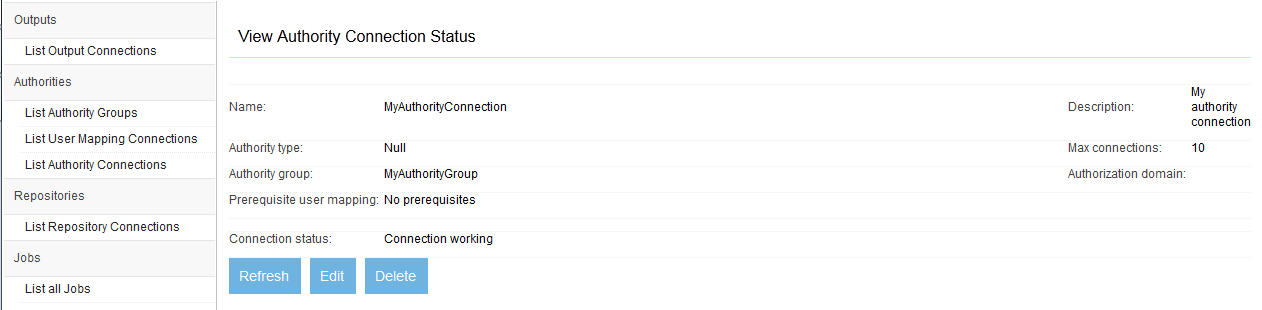 Outputs
List Output Connections
Authorities
List Authority Groups
List User Mapping Connections
List Authority Connections
Repositories
List Repository Connections
Jobs
List all Jobs
View Authority Connection Status
Name: MyAuthorityConnection Description: My
authority
connection
Authority type: Null Max connections: 10
Authority group: MyAuthorityGroup Authorization domain:
Prerequisite user mapping: No prerequisites
Connection status: Connection working
Refresh Edit Delete